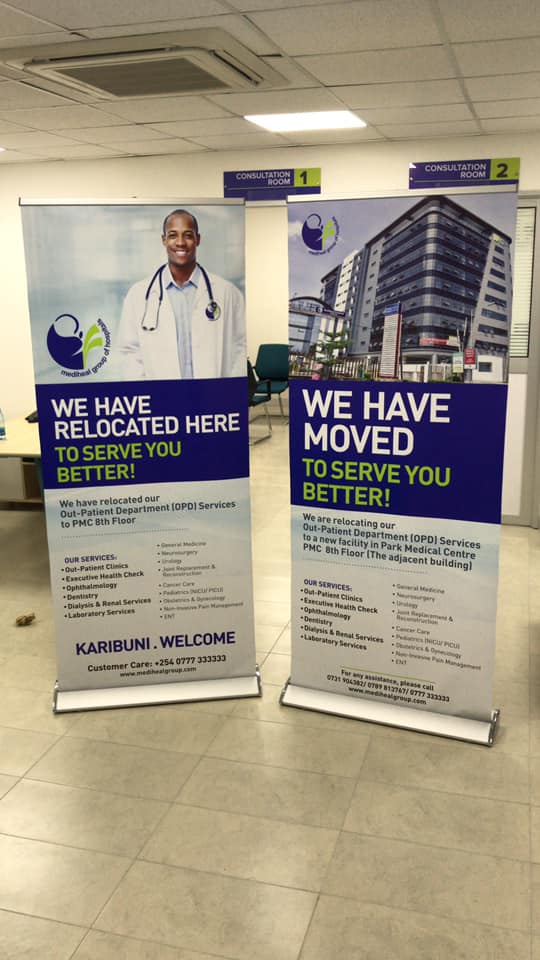 CONSULTATION
ROOM 1
CONSULTATION
ROOM 2
mediheal group of hospitals
WE HAVE
RELOCATED HERE
TO SERVE YOU
BETTER!
We have relocated our
Out-Patient Department (OPD) Services
to PMC 8th Floor
OUR SERVICES:
• Out-Patient Clinics
• Executive Health Check
• Ophthalmology
• Dentistry
• Dialysis & Renal Services
• Laboratory Services
• General Medicine
• Neurosurgery
• Urology
• Joint Replacement &
Reconstruction
• Cancer Care
• Pediatrics (NICU/ PICU)
• Obstetrics & Gynecology
• Non-Invasive Pain Management
• ENT
KARIBUNI . WELCOME
Customer Care: +254 0777 333333
www.medihealgroup.com
mediheal group of hospitals
WE HAVE
MOVED
TO SERVE YOU
BETTER!
We are relocating our
Out-Patient Department (OPD) Services
to a new facility in Park Medical Centre
PMC 8th Floor (The adjacent building)
OUR SERVICES:
• Out-Patient Clinics
• Executive Health Check
• Ophthalmology
• Dentistry
• Dialysis & Renal Services
• Laboratory Services
• General Medicine
• Neurosurgery
• Urology
• Joint Replacement &
Reconstruction
• Cancer Care
• Pediatrics (NICU/ PICU)
• Obstetrics & Gynecology
• Non-Invasive Pain Management
• ENT
For any assistance, please call
0731 904382/ 0789 813767/ 0777 333333
www.medihealgroup.com